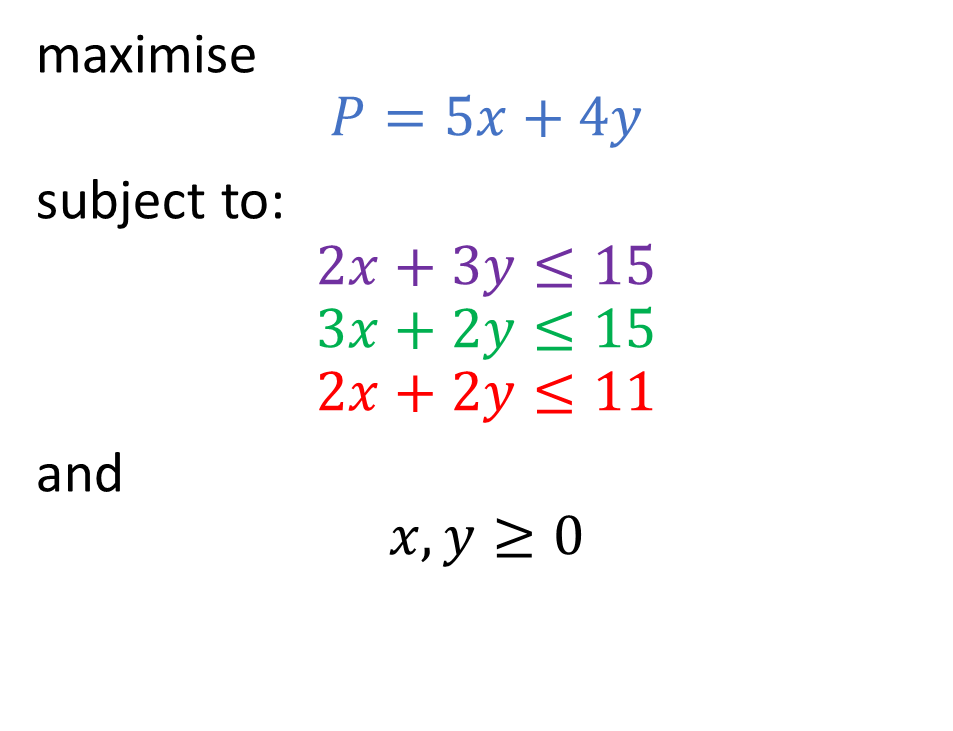 maximise
P = 5x + 4y
subject to:
2x + 3y ≤ 15
3x + 2y ≤ 15
2x + 2y ≤ 11
and
x, y ≥ 0